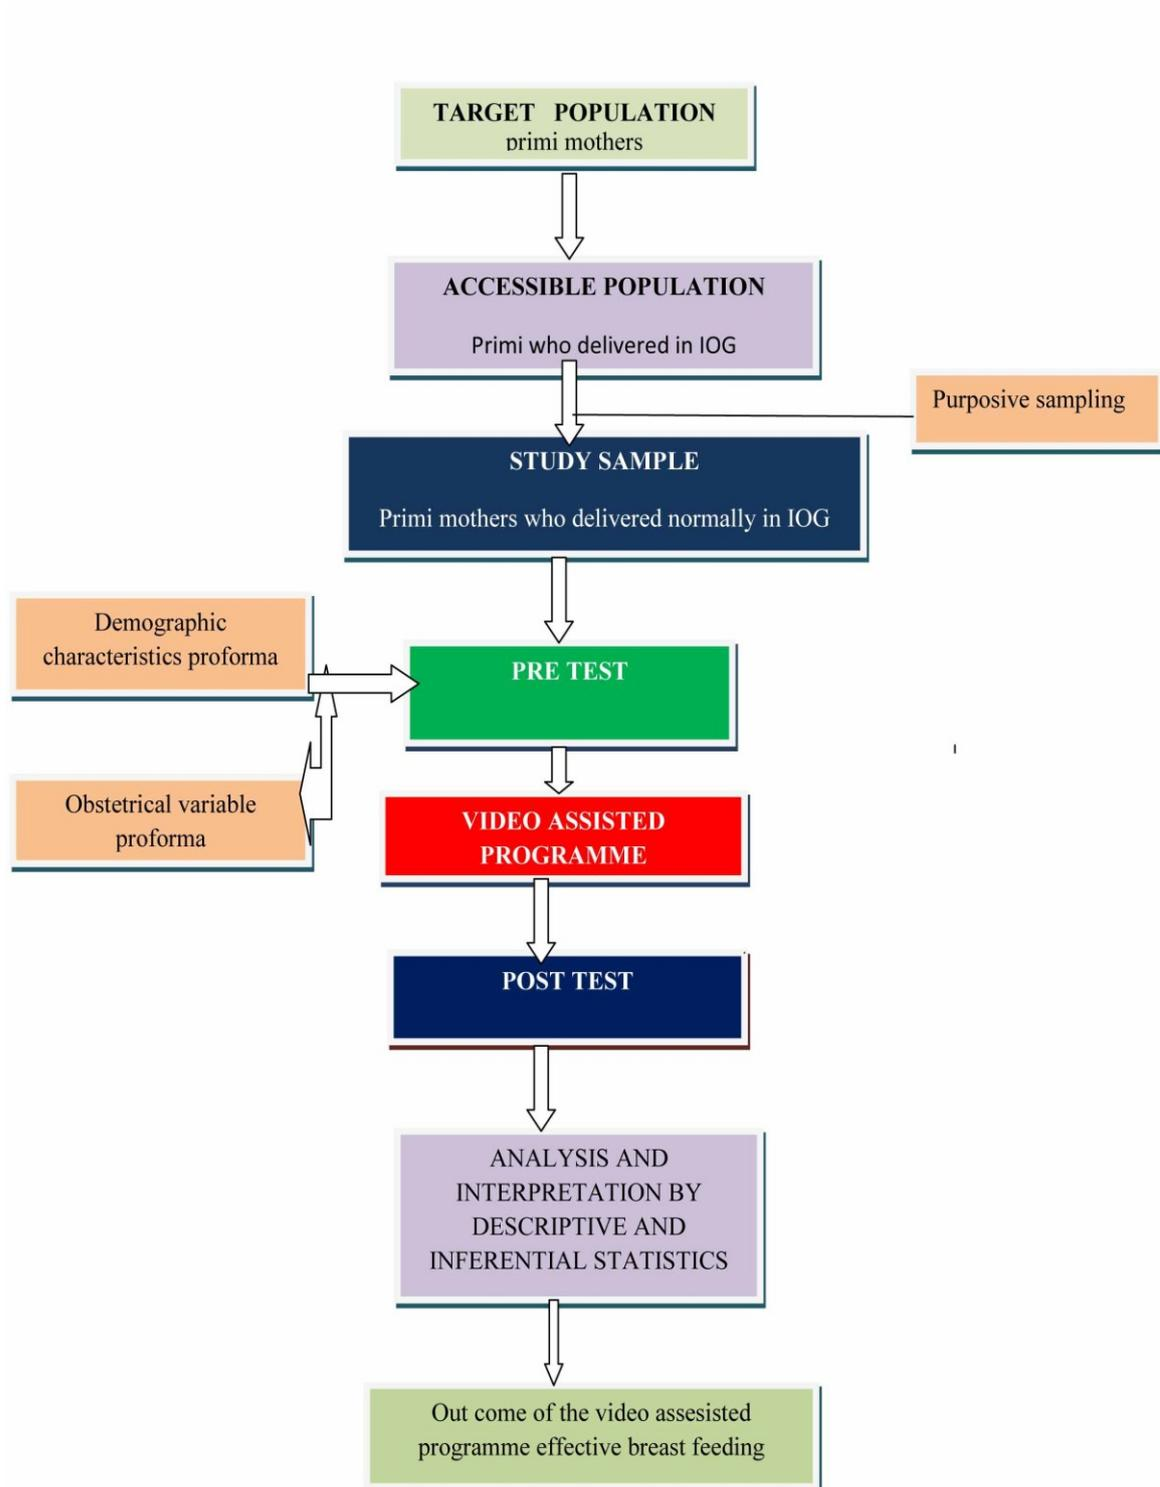 TARGET POPULATION
primi mothers
ACCESSIBLE POPULATION
Primi who delivered in IOG
Purposive sampling
STUDY SAMPLE
Primi mothers who delivered normally in IOG
Demographic
characteristics proforma
PRE TEST
Obstetrical variable
proforma
VIDEO ASSISTED
PROGRAMME
POST TEST
ANALYSIS AND
INTERPRETATION BY
DESCRIPTIVE AND
INFERENTIAL STATISTICS
Out come of the video assesisted
programme effective breast feeding